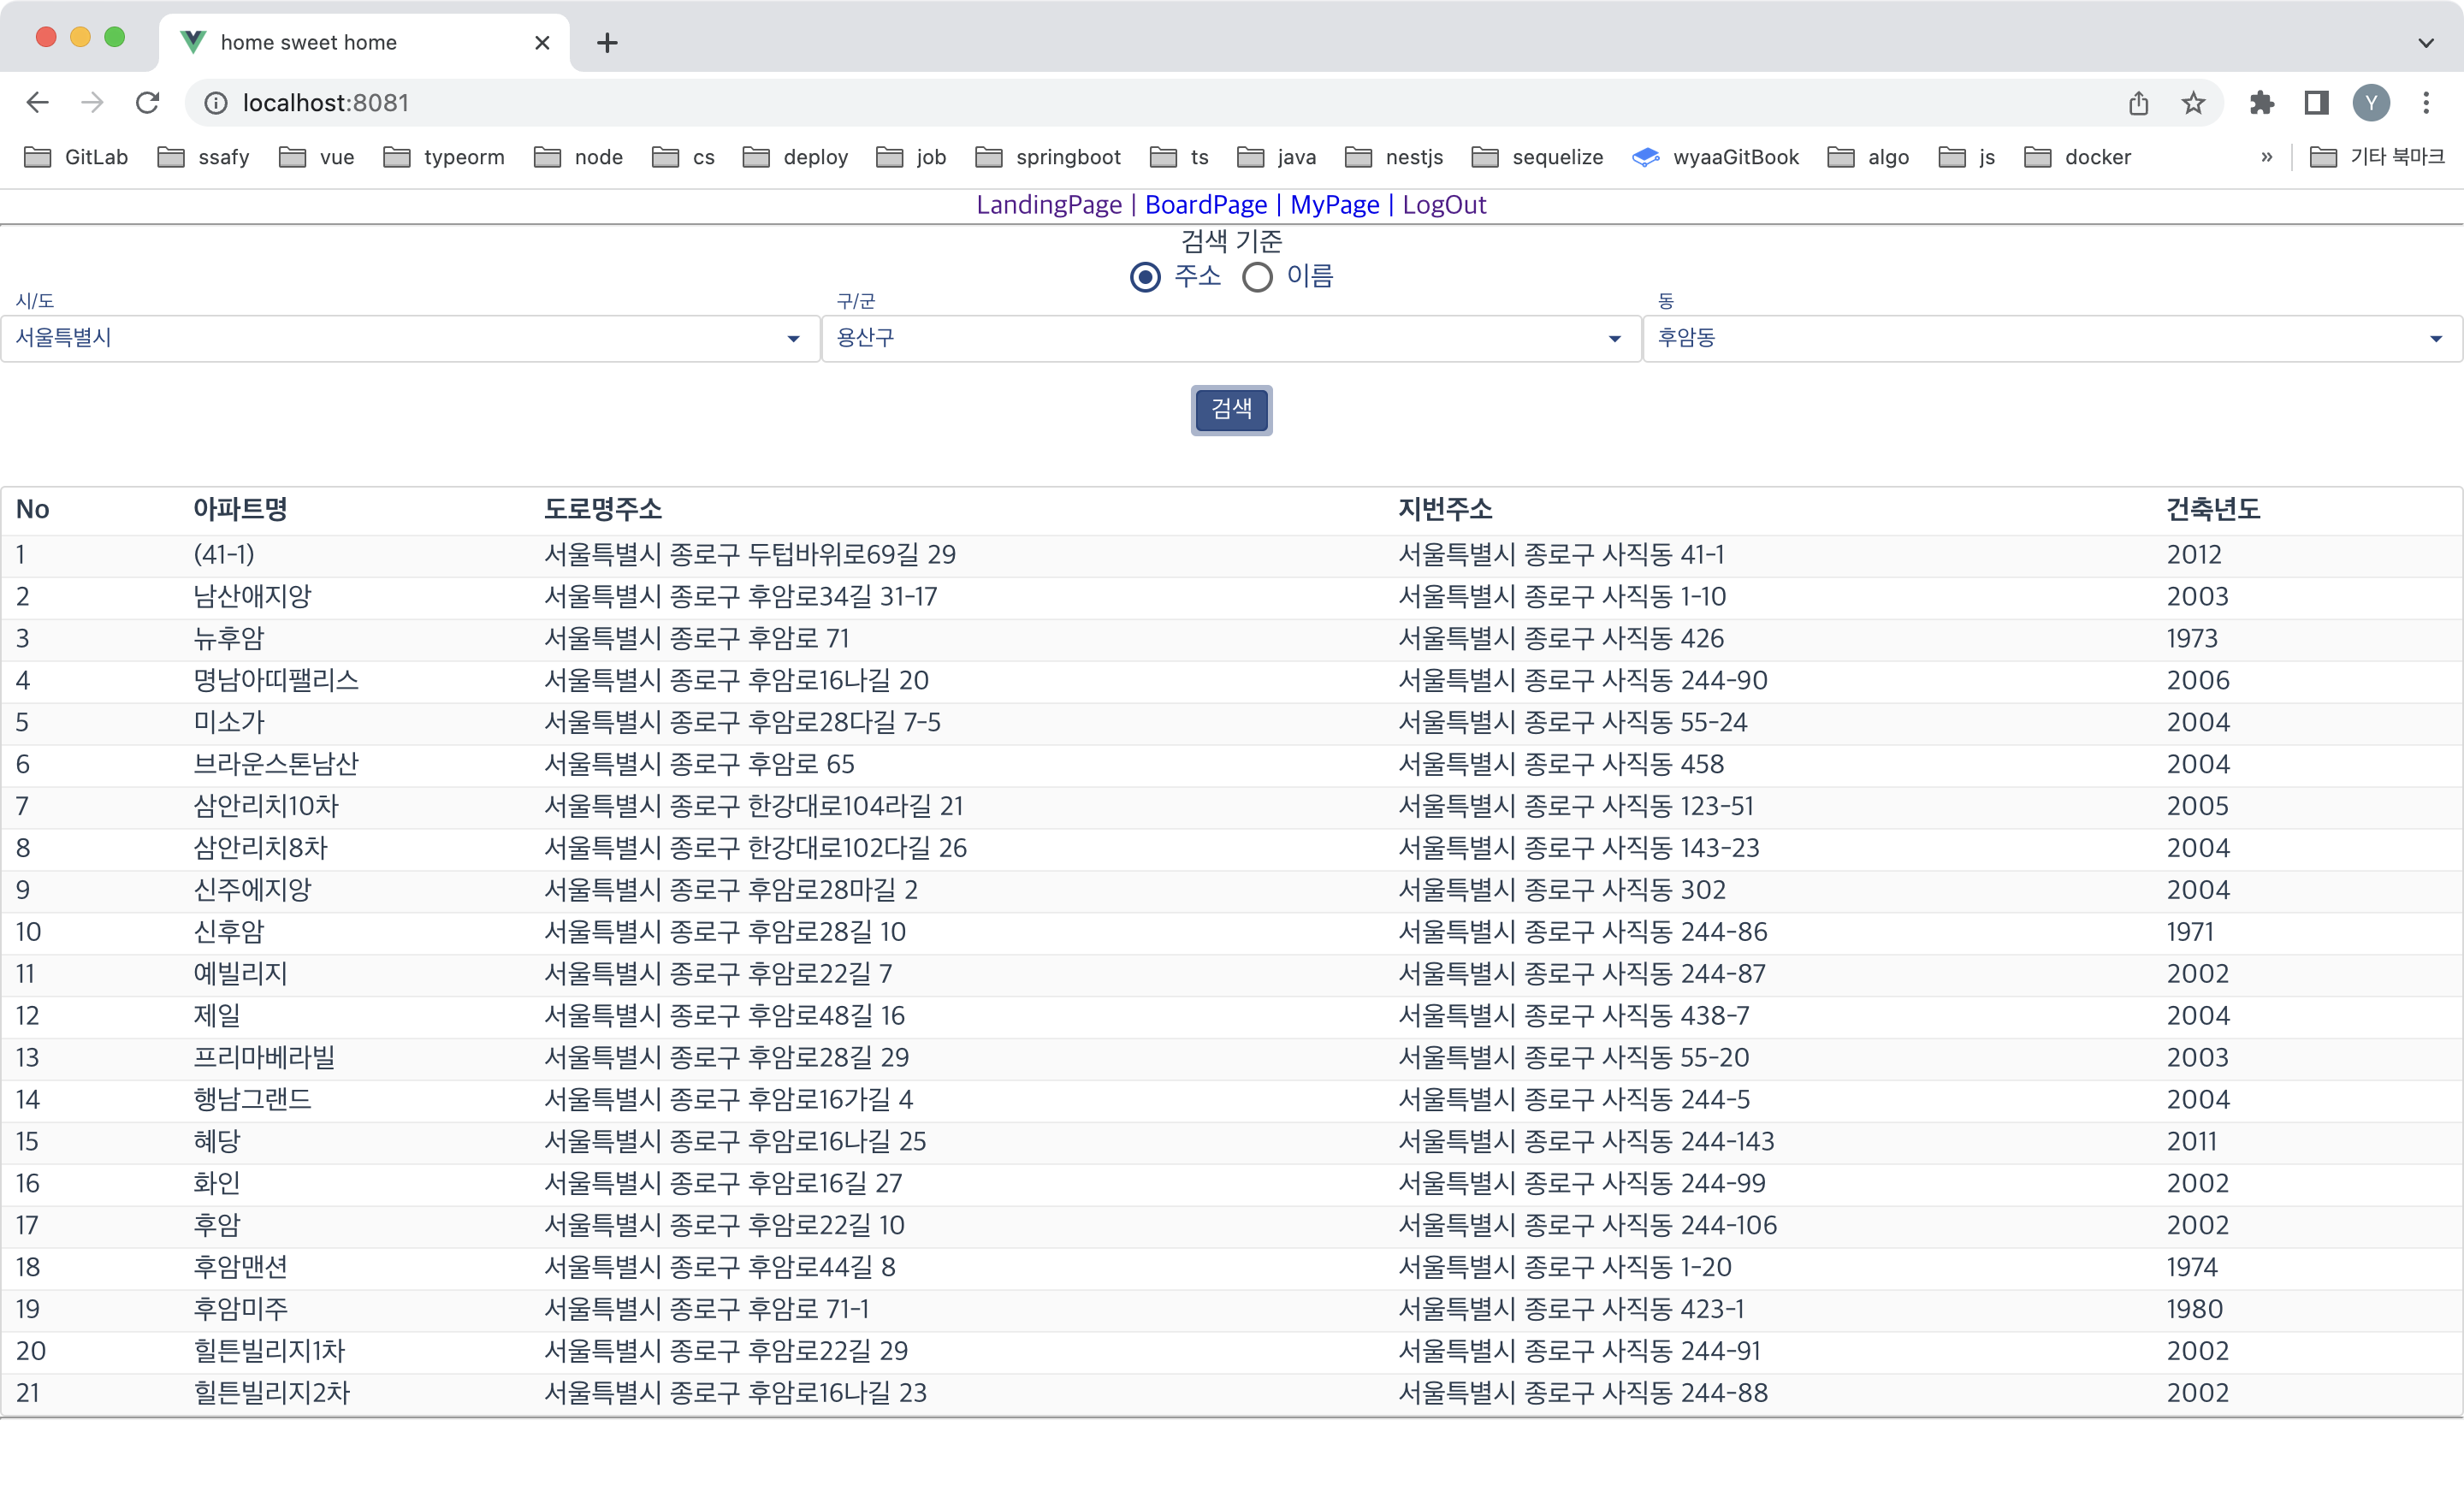 home sweet home
localhost:8081
GitLab ssafy vue typeorm node cs deploy job springboot ts java nestjs sequelize wyaaGitBook algo js docker » 기타 북마크
Y
LandingPage | BoardPage | MyPage | LogOut
검색 기준
주소 이름
시/도 구/군 동
서울특별시 용산구 후암동
검색
No 아파트명 도로명주소 지번주소 건축년도
1 (41-1) 서울특별시 종로구 두텁바위로69길 29 서울특별시 종로구 사직동 41-1 2012
2 남산애지앙 서울특별시 종로구 후암로34길 31-17 서울특별시 종로구 사직동 1-10 2003
3 뉴후암 서울특별시 종로구 후암로 71 서울특별시 종로구 사직동 426 1973
4 명남아띠팰리스 서울특별시 종로구 후암로16나길 20 서울특별시 종로구 사직동 244-90 2006
5 미소가 서울특별시 종로구 후암로28다길 7-5 서울특별시 종로구 사직동 55-24 2004
6 브라운스톤남산 서울특별시 종로구 후암로 65 서울특별시 종로구 사직동 458 2004
7 삼안리치10차 서울특별시 종로구 한강대로104라길 21 서울특별시 종로구 사직동 123-51 2005
8 삼안리치8차 서울특별시 종로구 한강대로102다길 26 서울특별시 종로구 사직동 143-23 2004
9 신주에지앙 서울특별시 종로구 후암로28마길 2 서울특별시 종로구 사직동 302 2004
10 신후암 서울특별시 종로구 후암로28길 10 서울특별시 종로구 사직동 244-86 1971
11 예빌리지 서울특별시 종로구 후암로22길 7 서울특별시 종로구 사직동 244-87 2002
12 제일 서울특별시 종로구 후암로48길 16 서울특별시 종로구 사직동 438-7 2004
13 프리마베라빌 서울특별시 종로구 후암로28길 29 서울특별시 종로구 사직동 55-20 2003
14 행남그랜드 서울특별시 종로구 후암로16가길 4 서울특별시 종로구 사직동 244-5 2004
15 혜당 서울특별시 종로구 후암로16나길 25 서울특별시 종로구 사직동 244-143 2011
16 화인 서울특별시 종로구 후암로16길 27 서울특별시 종로구 사직동 244-99 2002
17 후암 서울특별시 종로구 후암로22길 10 서울특별시 종로구 사직동 244-106 2002
18 후암맨션 서울특별시 종로구 후암로44길 8 서울특별시 종로구 사직동 1-20 1974
19 후암미주 서울특별시 종로구 후암로 71-1 서울특별시 종로구 사직동 423-1 1980
20 힐튼빌리지1차 서울특별시 종로구 후암로22길 29 서울특별시 종로구 사직동 244-91 2002
21 힐튼빌리지2차 서울특별시 종로구 후암로16나길 23 서울특별시 종로구 사직동 244-88 2002